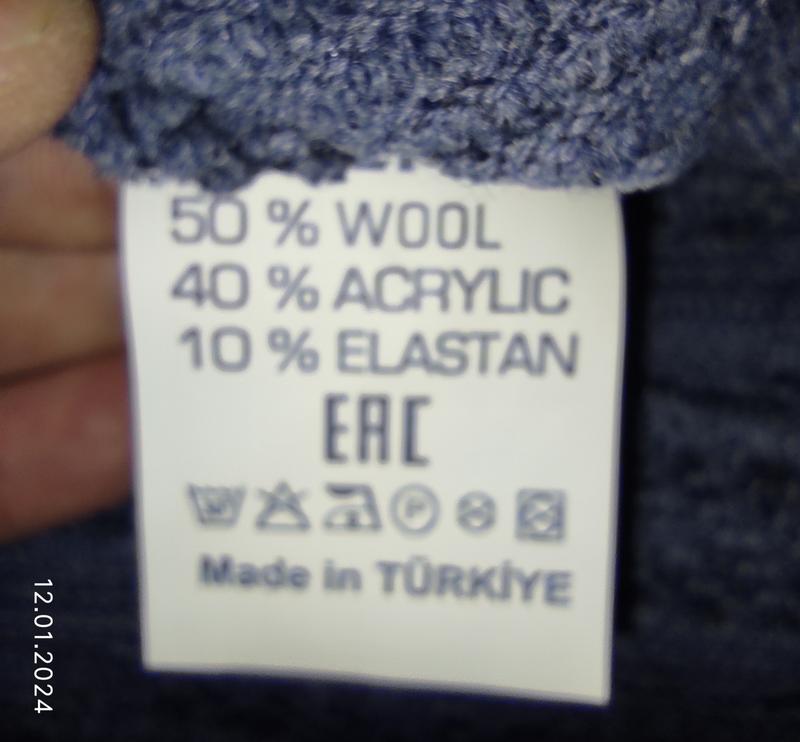 50 % WOOL
40 % ACRYLIC
10 % ELASTAN
EAC
P
Made in TÜRKİYE
12.01.2024